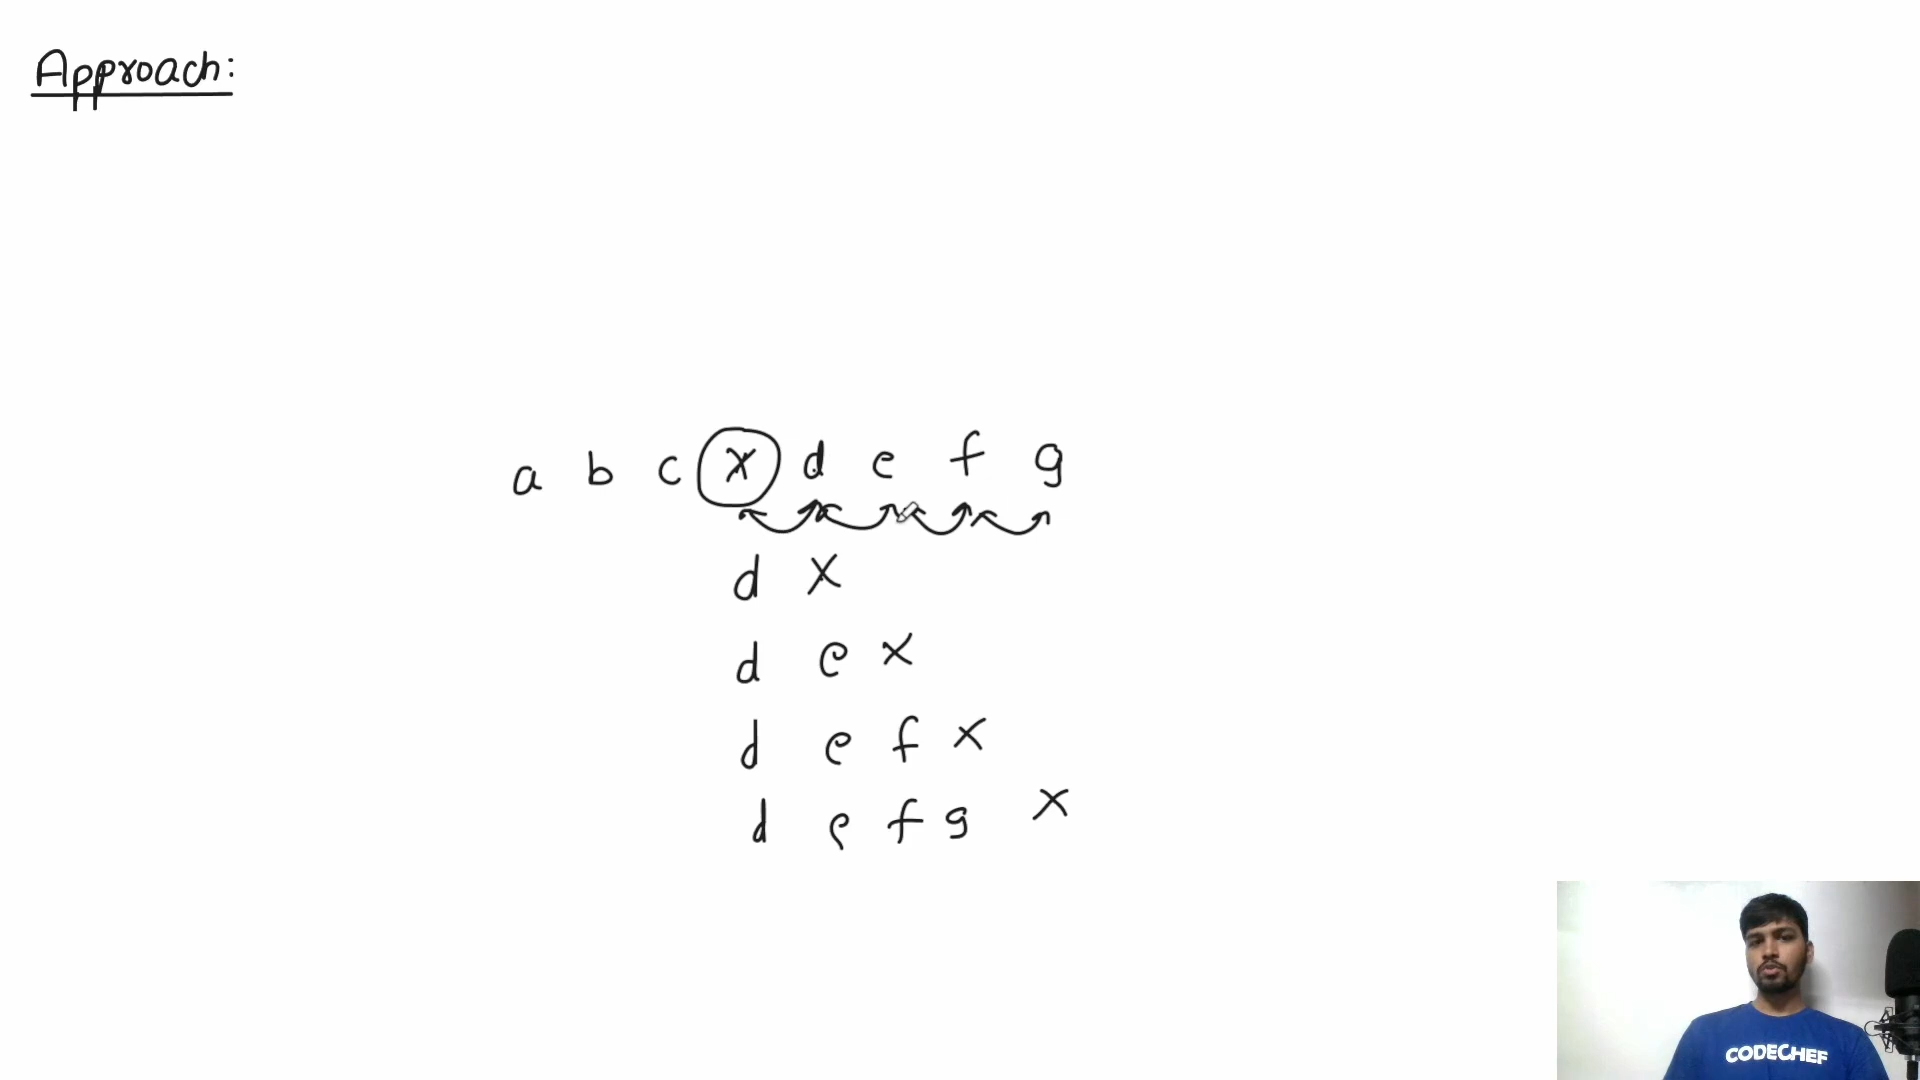 Approach:
a b c x d e f g
d x
d e x
d e f x
d e f g x
CODECHEF